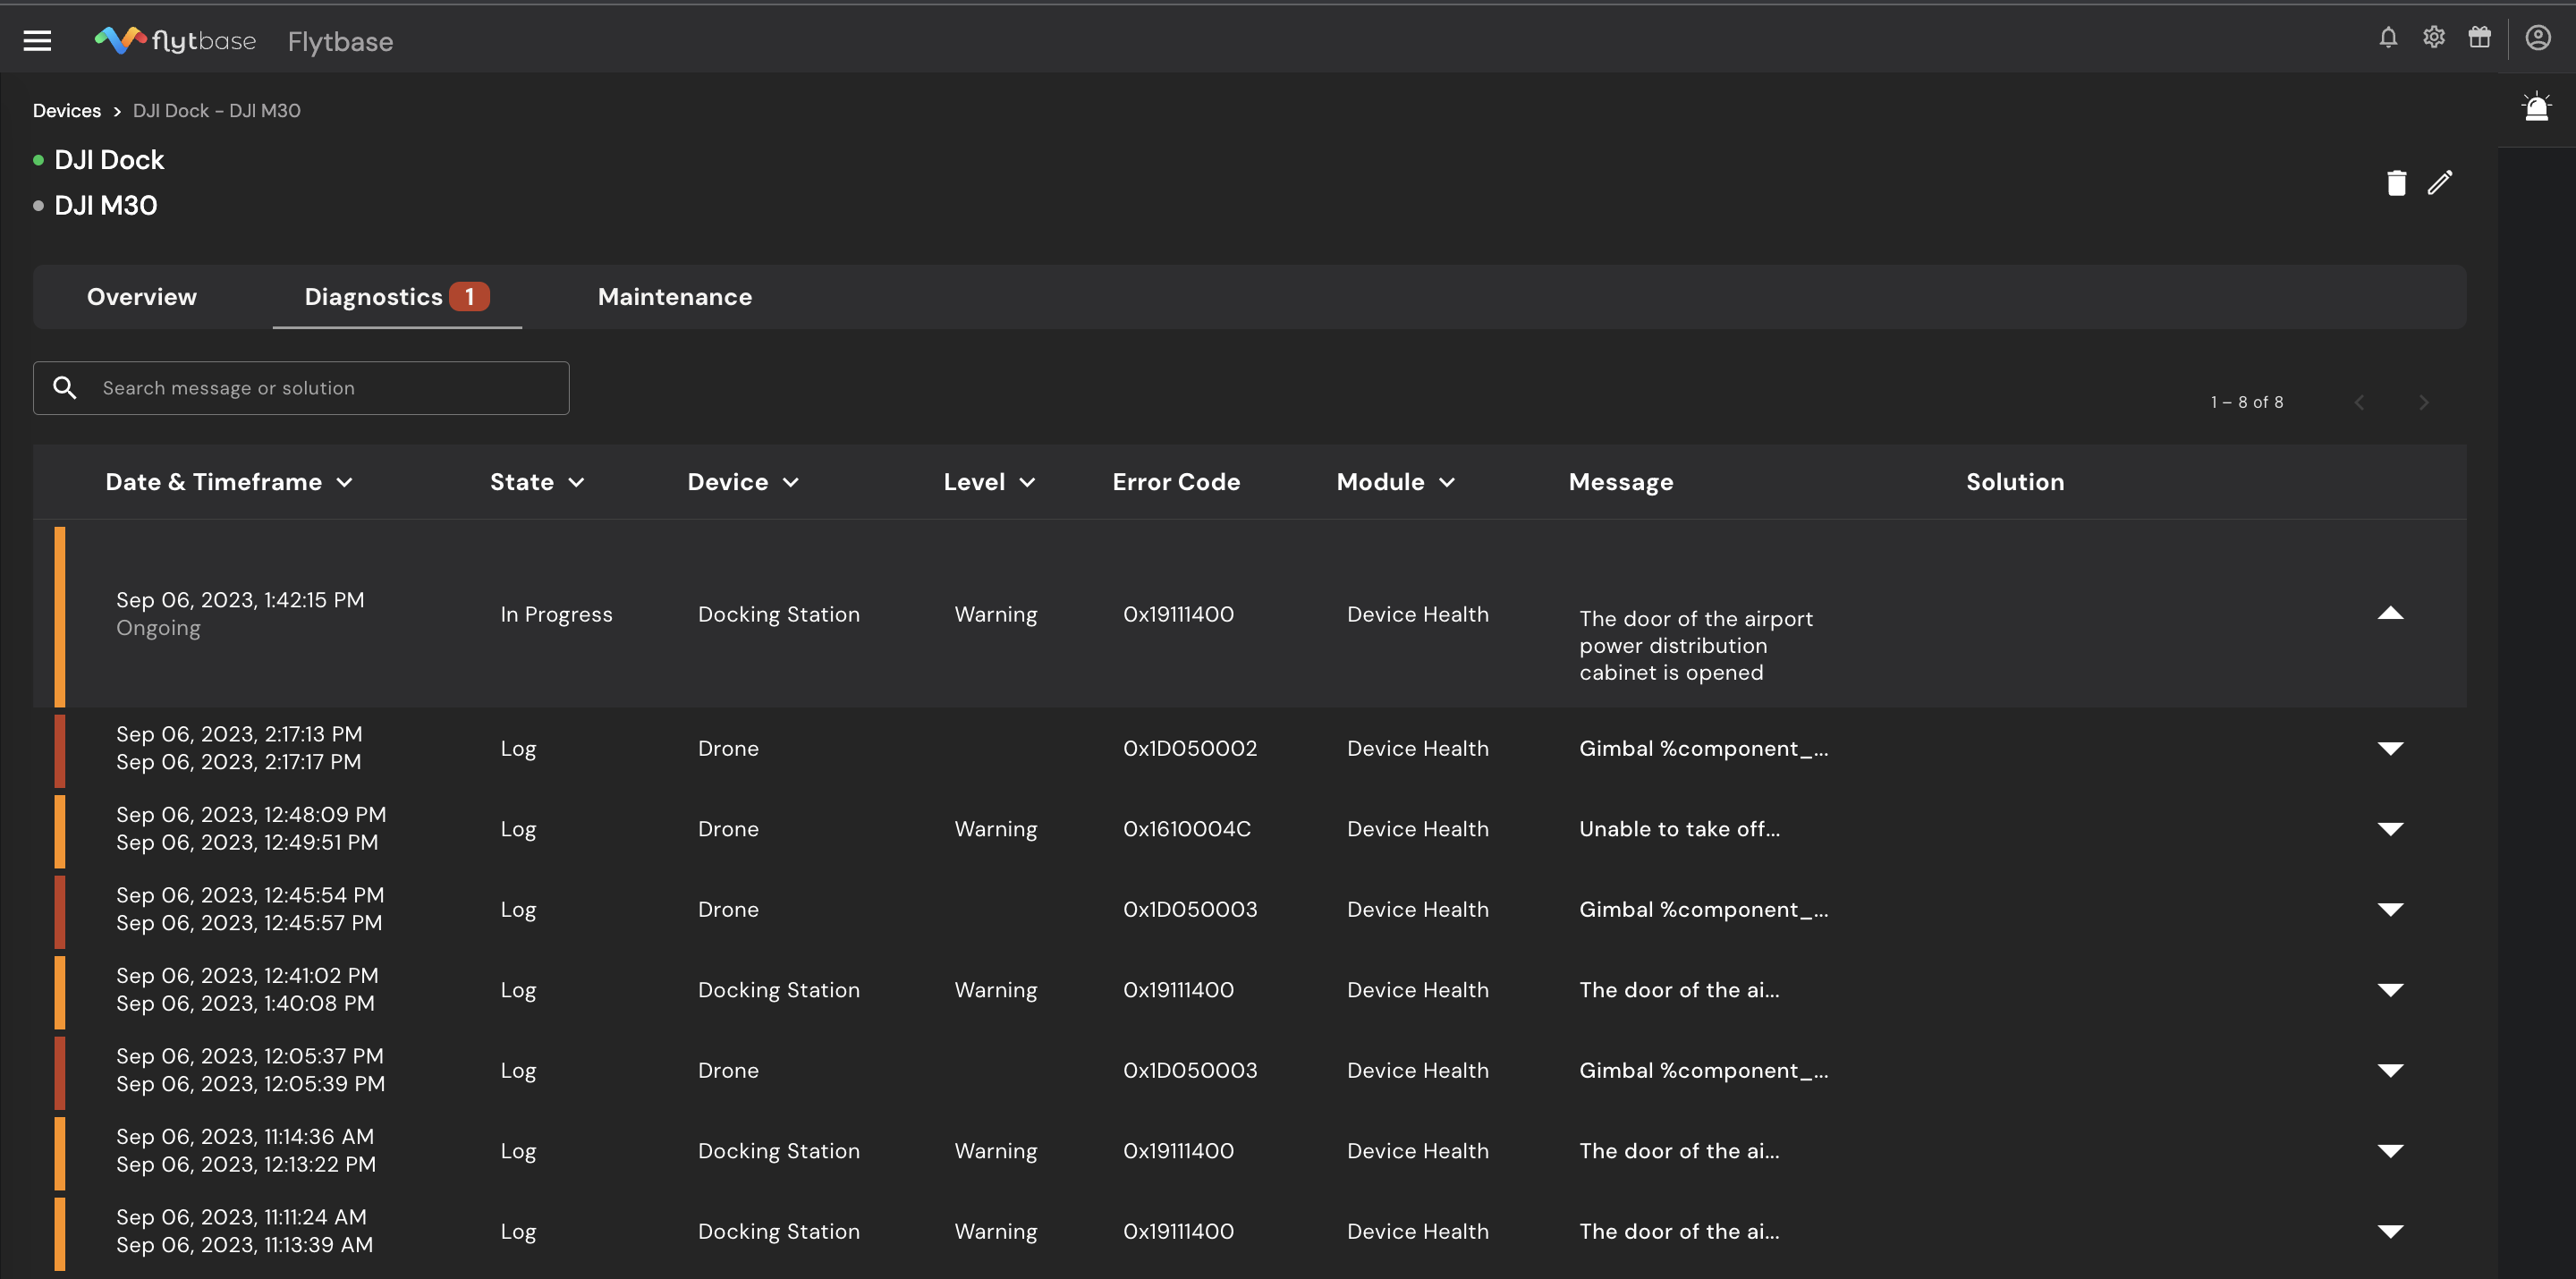 flytbase Flytbase
Devices > DJI Dock - DJI M30
DJI Dock
DJI M30
Overview Diagnostics 1 Maintenance
Search message or solution
1 – 8 of 8
Date & Timeframe State Device Level Error Code Module Message Solution
Sep 06, 2023, 1:42:15 PM
Ongoing
In Progress Docking Station Warning 0x19111400 Device Health
The door of the airport
power distribution
cabinet is opened
Sep 06, 2023, 2:17:13 PM
Sep 06, 2023, 2:17:17 PM
Log Drone 0x1D050002 Device Health Gimbal %component_...
Sep 06, 2023, 12:48:09 PM
Sep 06, 2023, 12:49:51 PM
Log Drone Warning 0x1610004C Device Health Unable to take off...
Sep 06, 2023, 12:45:54 PM
Sep 06, 2023, 12:45:57 PM
Log Drone 0x1D050003 Device Health Gimbal %component_...
Sep 06, 2023, 12:41:02 PM
Sep 06, 2023, 1:40:08 PM
Log Docking Station Warning 0x19111400 Device Health The door of the ai...
Sep 06, 2023, 12:05:37 PM
Sep 06, 2023, 12:05:39 PM
Log Drone 0x1D050003 Device Health Gimbal %component_...
Sep 06, 2023, 11:14:36 AM
Sep 06, 2023, 12:13:22 PM
Log Docking Station Warning 0x19111400 Device Health The door of the ai...
Sep 06, 2023, 11:11:24 AM
Sep 06, 2023, 11:13:39 AM
Log Docking Station Warning 0x19111400 Device Health The door of the ai...